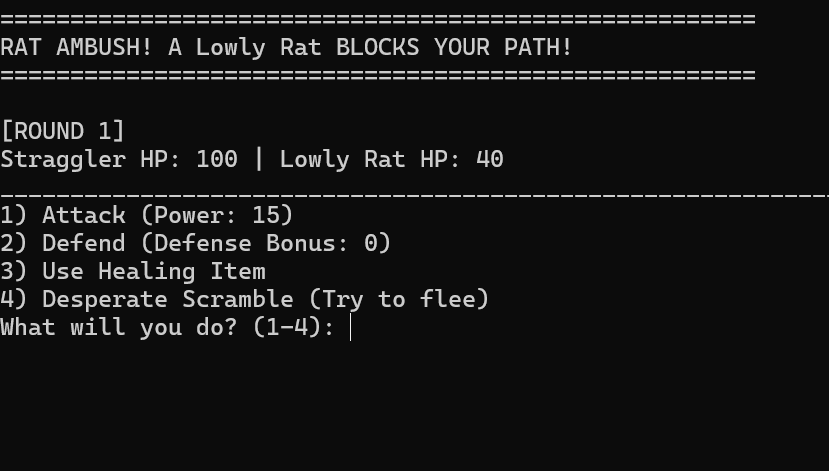 ======================================================
RAT AMBUSH! A Lowly Rat BLOCKS YOUR PATH!
======================================================
[ROUND 1]
Straggler HP: 100 | Lowly Rat HP: 40
____________________________________________________________
1) Attack (Power: 15)
2) Defend (Defense Bonus: 0)
3) Use Healing Item
4) Desperate Scramble (Try to flee)
What will you do? (1-4):